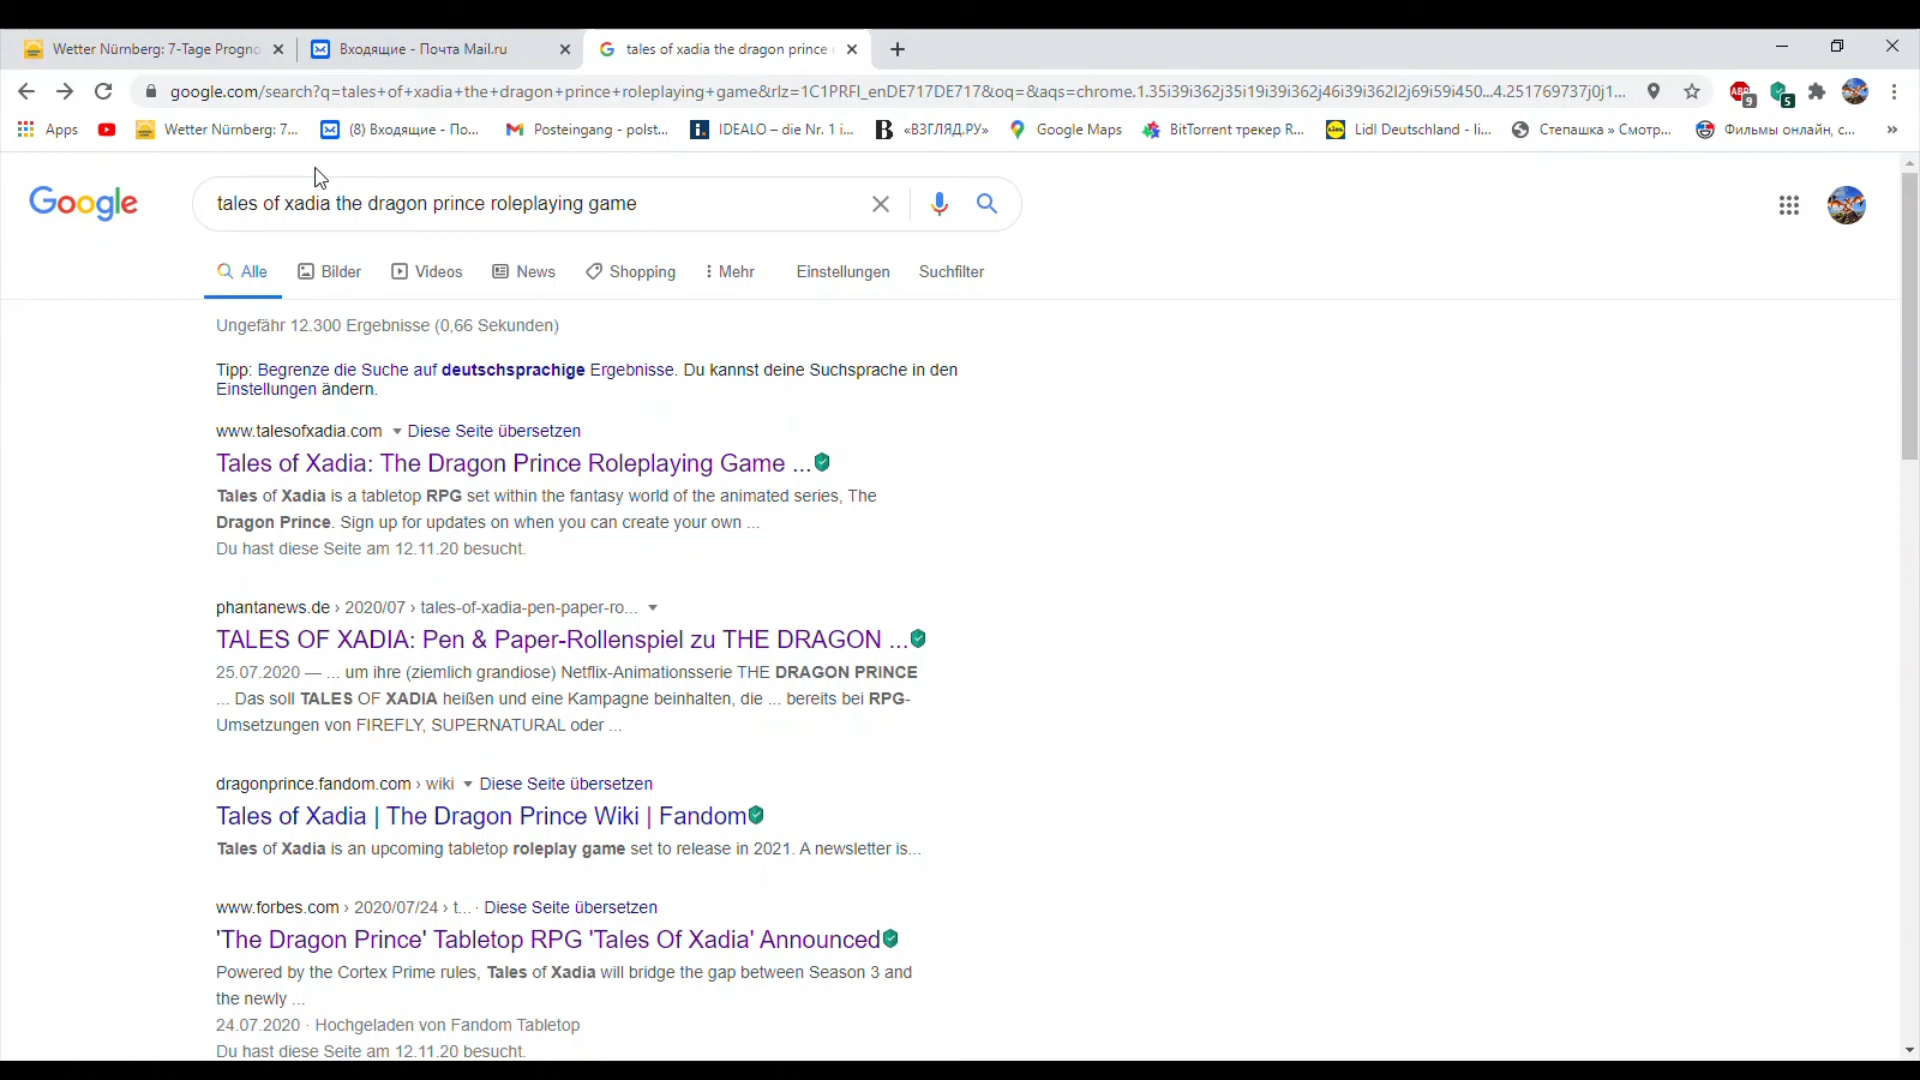 Wetter Nürnberg: 7-Tage Progno
Входящие - Почта Mail.ru
tales of xadia the dragon prince
google.com/search?q=tales+of+xadia+the+dragon+prince+roleplaying+game&rlz=1C1PRFI_enDE717DE717&oq=&aqs=chrome.1.35i39i362j35i19i39i362j46i39i362l2j69i59i450...4.251769737j0j1...
ABP 9 5
Apps
Wetter Nürnberg: 7...
(8) Входящие - По...
Posteingang - polst...
IDEALO – die Nr. 1 i...
«ВЗГЛЯД.РУ»
Google Maps
BitTorrent трекер R...
Lidl Deutschland - li...
Степашка » Смотр...
Фильмы онлайн, с...
»
Google
tales of xadia the dragon prince roleplaying game
Alle
Bilder
Videos
News
Shopping
Mehr
Einstellungen
Suchfilter
Ungefähr 12.300 Ergebnisse (0,66 Sekunden)
Tipp: Begrenze die Suche auf deutschsprachige Ergebnisse. Du kannst deine Suchsprache in den
Einstellungen ändern.
www.talesofxadia.com Diese Seite übersetzen
Tales of Xadia: The Dragon Prince Roleplaying Game ...
Tales of Xadia is a tabletop RPG set within the fantasy world of the animated series, The
Dragon Prince. Sign up for updates on when you can create your own ...
Du hast diese Seite am 12.11.20 besucht.
phantanews.de › 2020/07 › tales-of-xadia-pen-paper-ro...
TALES OF XADIA: Pen & Paper-Rollenspiel zu THE DRAGON ...
25.07.2020 — ... um ihre (ziemlich grandiose) Netflix-Animationsserie THE DRAGON PRINCE
... Das soll TALES OF XADIA heißen und eine Kampagne beinhalten, die ... bereits bei RPG-
Umsetzungen von FIREFLY, SUPERNATURAL oder ...
dragonprince.fandom.com › wiki Diese Seite übersetzen
Tales of Xadia | The Dragon Prince Wiki | Fandom
Tales of Xadia is an upcoming tabletop roleplay game set to release in 2021. A newsletter is...
www.forbes.com › 2020/07/24 › t... · Diese Seite übersetzen
'The Dragon Prince' Tabletop RPG 'Tales Of Xadia' Announced
Powered by the Cortex Prime rules, Tales of Xadia will bridge the gap between Season 3 and
the newly ...
24.07.2020 · Hochgeladen von Fandom Tabletop
Du hast diese Seite am 12.11.20 besucht.